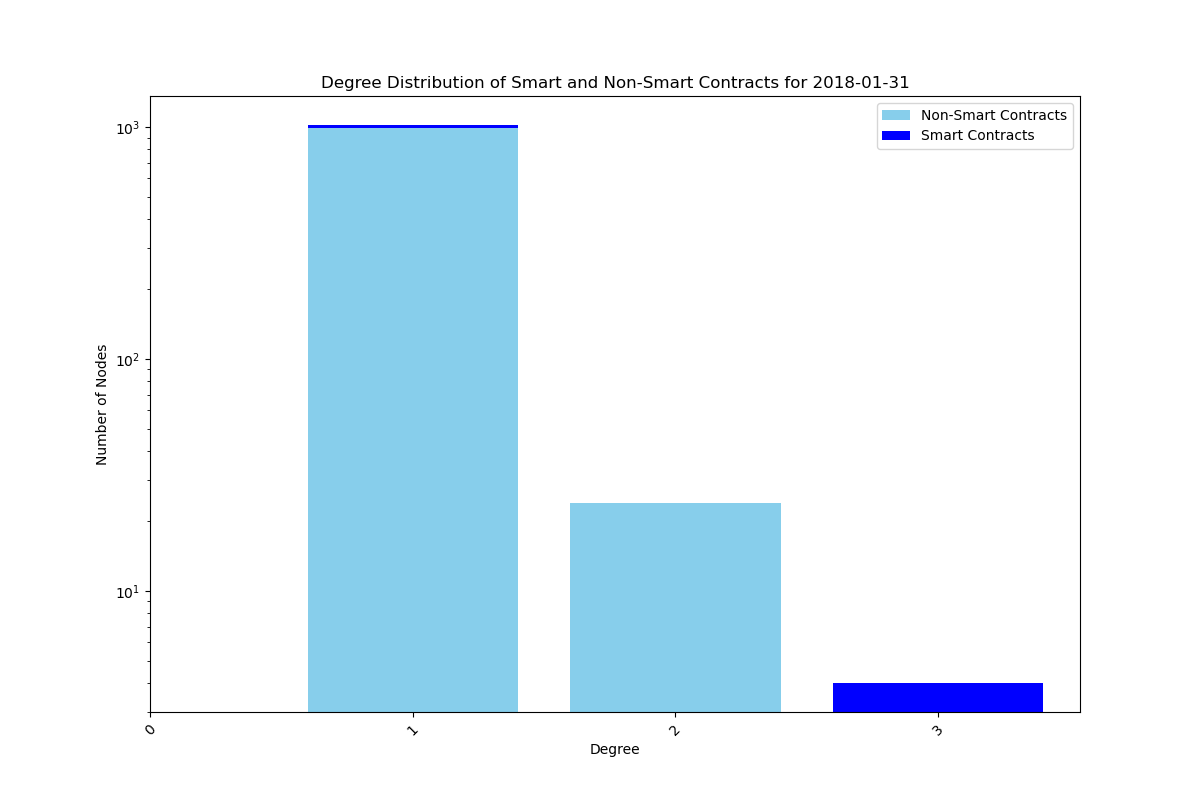 Degree Distribution of Smart and Non-Smart Contracts for 2018-01-31
Non-Smart Contracts
Smart Contracts
10³
10²
10¹
Number of Nodes
0 1 2 3
Degree